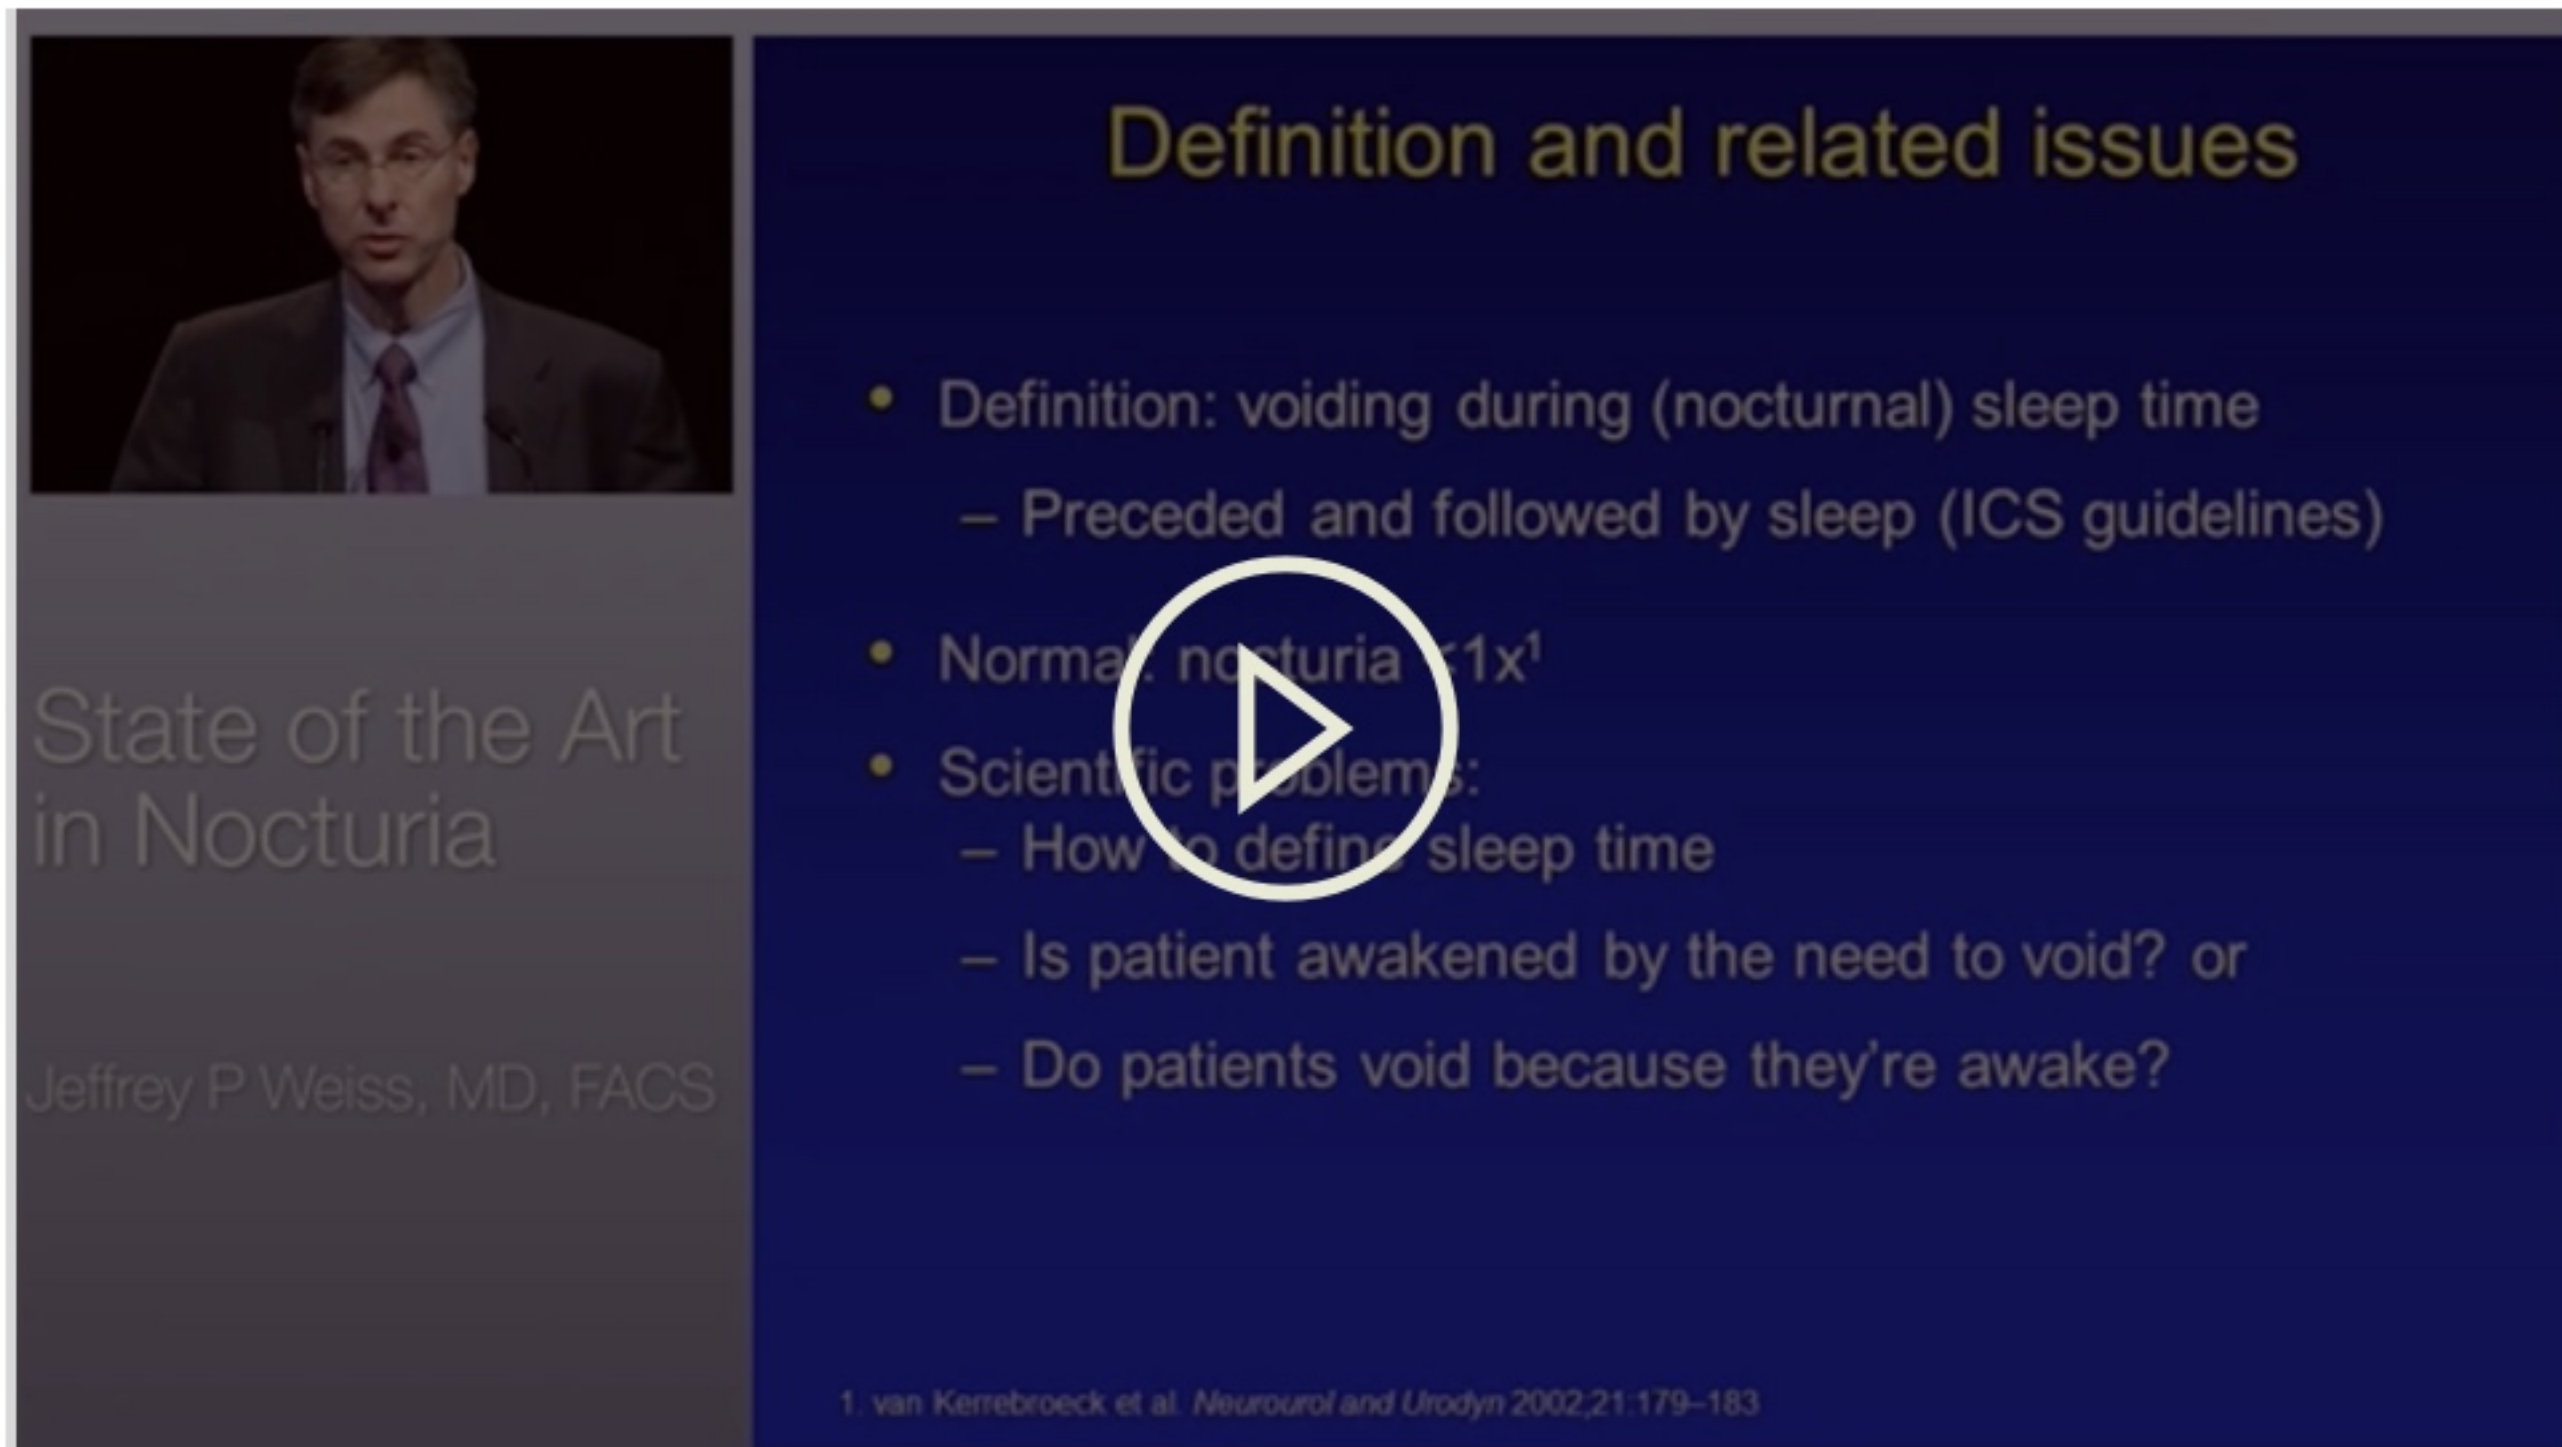 Definition and related issues
• Definition: voiding during (nocturnal) sleep time
– Preceded and followed by sleep (ICS guidelines)
• Normal: nocturia 1x¹
• Scientific problems:
– How to define sleep time
– Is patient awakened by the need to void? or
– Do patients void because they're awake?
1. van Kerrebroeck et al. Neurourol and Urodyn 2002;21:179–183
State of the Art
in Nocturia
Jeffrey P Weiss, MD, FACS